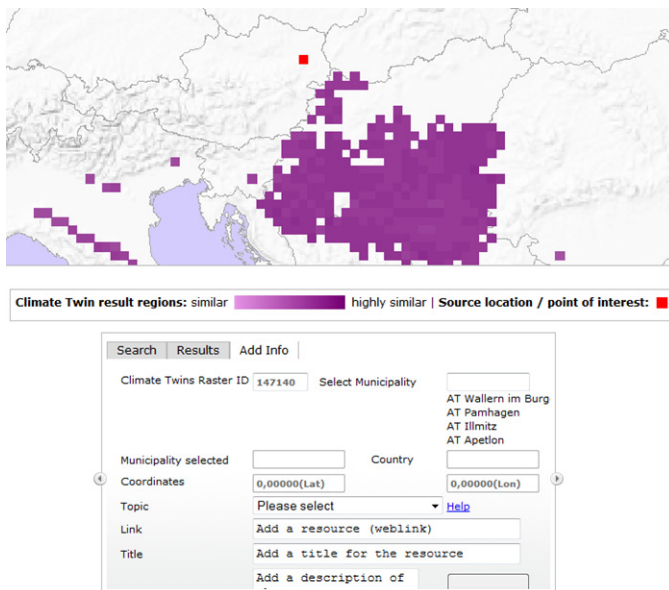 Climate Twin result regions: similar highly similar | Source location / point of interest:
Search Results Add Info
Climate Twins Raster ID 147140 Select Municipality
AT Wallern im Burg
AT Pamhagen
AT Illmitz
AT Apetlon
Municipality selected Country
Coordinates 0,00000(Lat) 0,00000(Lon)
Topic Please select Help
Link Add a resource (weblink)
Title Add a title for the resource
Add a description of